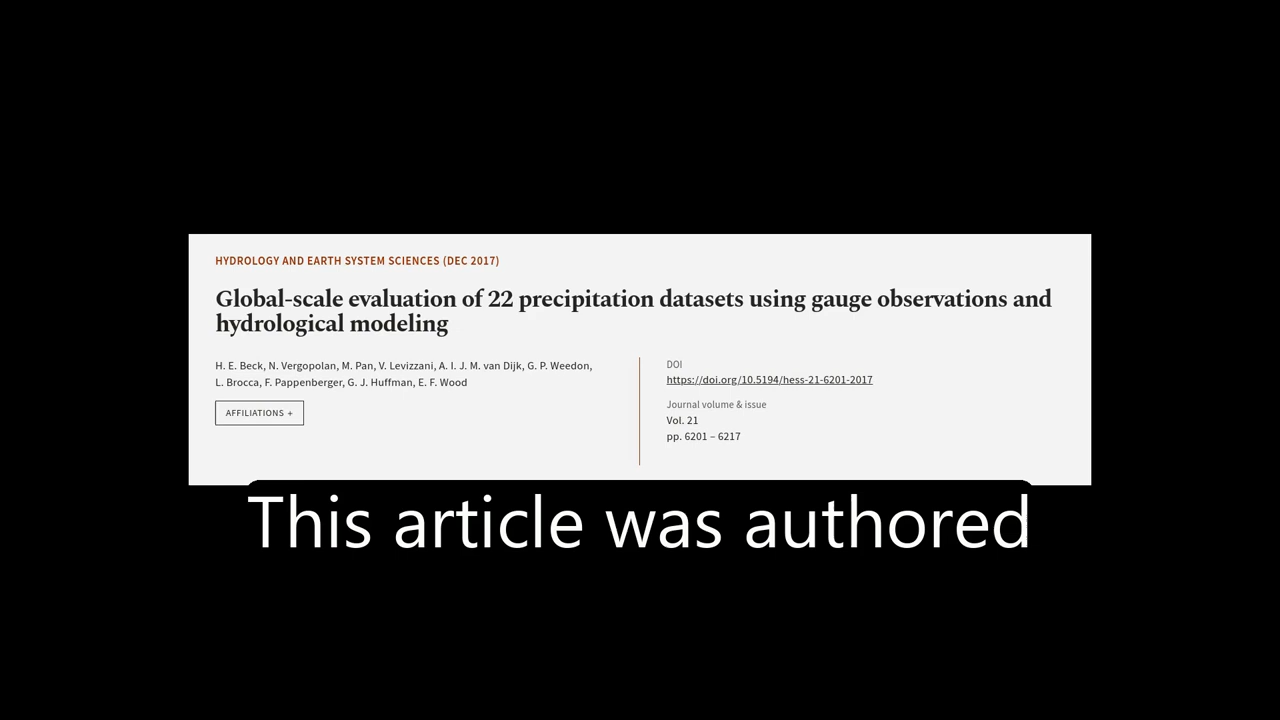 HYDROLOGY AND EARTH SYSTEM SCIENCES (DEC 2017)
Global-scale evaluation of 22 precipitation datasets using gauge observations and
hydrological modeling
H. E. Beck, N. Vergopolan, M. Pan, V. Levizzani, A. I. J. M. van Dijk, G. P. Weedon,
L. Brocca, F. Pappenberger, G. J. Huffman, E. F. Wood
AFFILIATIONS +
DOI
https://doi.org/10.5194/hess-21-6201-2017
Journal volume & issue
Vol. 21
pp. 6201 – 6217
This article was authored